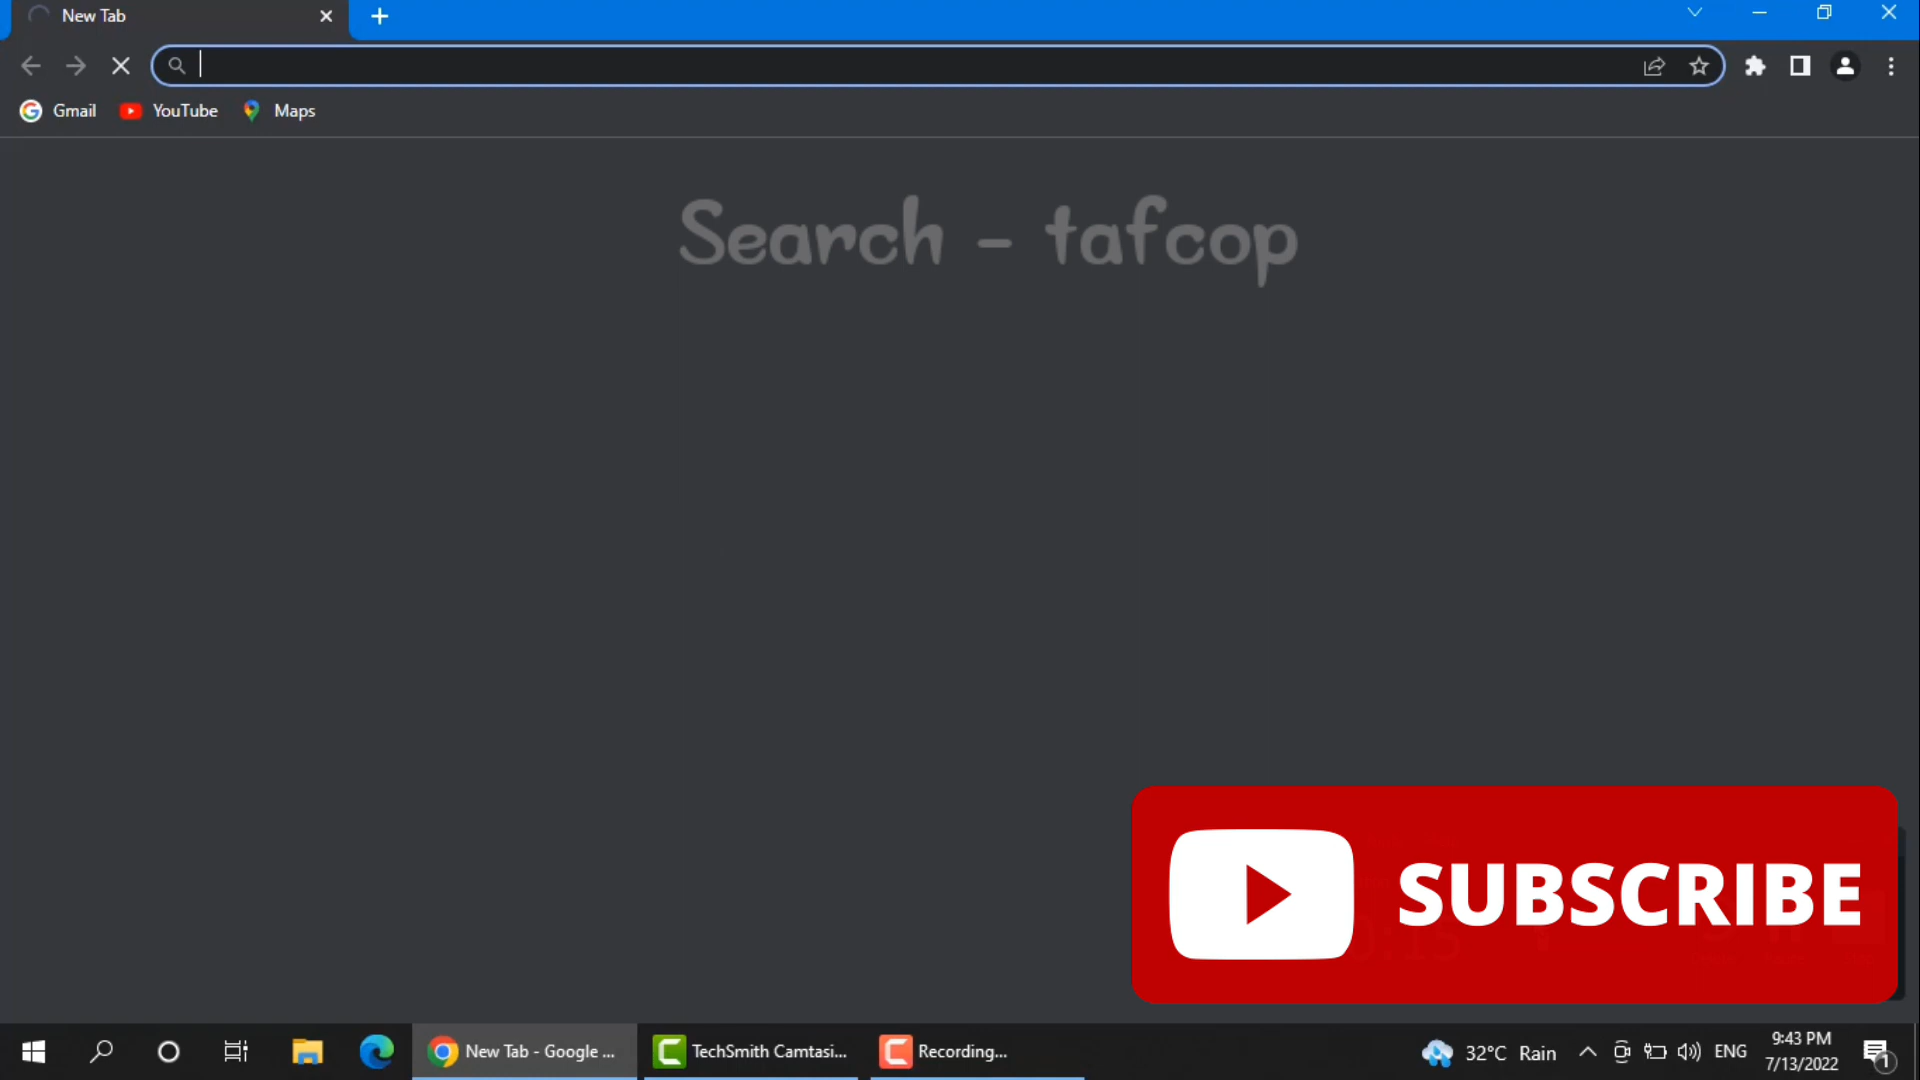 New Tab
Gmail
YouTube
Maps
Search - tafcop
SUBSCRIBE
New Tab - Google ...
TechSmith Camtasi...
Recording...
32°C Rain
ENG
9:43 PM
7/13/2022
1